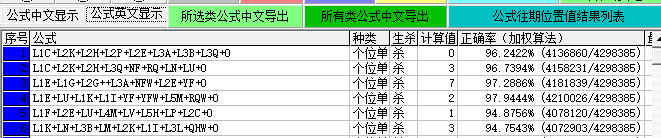 公式中文显示 公式英文显示 所选类公式中文导出 所有类公式中文导出 公式往期位置值结果列表
序号 公式 种类 生杀 计算值 正确率（加权算法）
1 L1C+L2K+L2H+L2P+L2E+L3A+L3B+L3Q+O 个位单 杀 0 96.2422% (4136860/4298385)
L1C+L2K+L2H+L3Q+NF+RQ+LN+LU+O 个位单 杀 3 96.7394% (4158231/4298385)
L1E+L1G+L2G++L3A+NFW+L2E+YF+O 个位单 杀 7 97.2886% (4181839/4298385)
L1E+LU+L1K+L1I+YF+YFW+L5M+RQW+O 个位单 杀 2 97.9444% (4210026/4298385)
L1F+L2E+LU+L4M+LV+L5H+LP+L2C+O 个位单 杀 1 94.8756% (4078120/4298385)
L1K+LN+L3B+LM+L2K+L1I+L3L+QHW+O 个位单 杀 3 94.7543% (4072903/4298385)